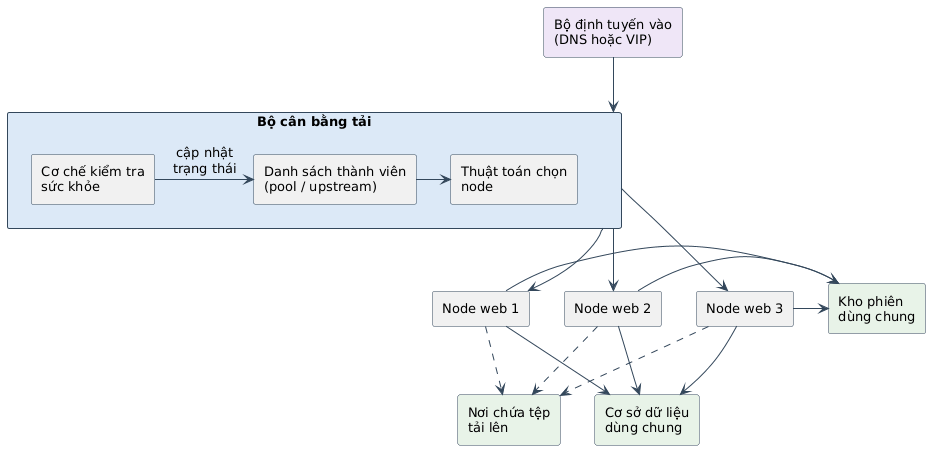 Bộ định tuyến vào
(DNS hoặc VIP)
Bộ cân bằng tải
Cơ chế kiểm tra
sức khỏe
cập nhật
trạng thái
Danh sách thành viên
(pool / upstream)
Thuật toán chọn
node
Node web 1
Node web 2
Node web 3
Kho phiên
dùng chung
Nơi chứa tệp
tải lên
Cơ sở dữ liệu
dùng chung